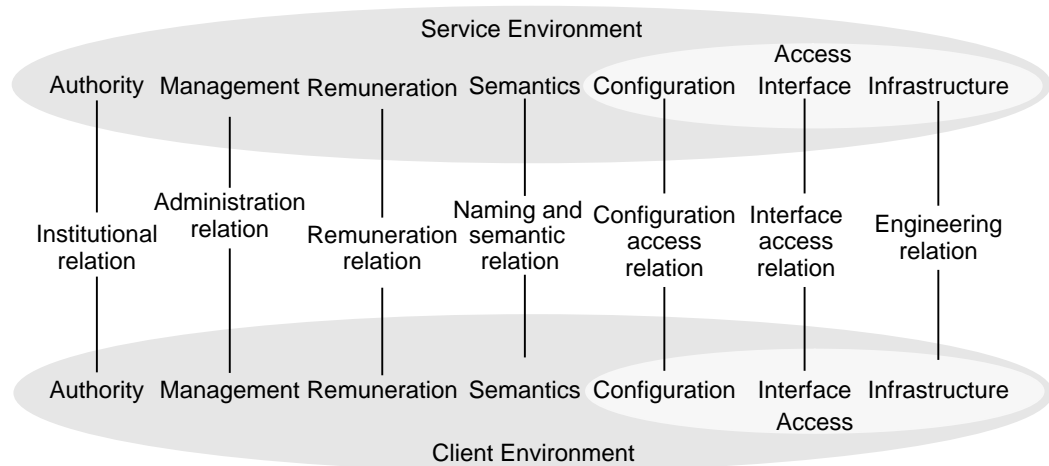 Service Environment
Access
Authority Management Remuneration Semantics Configuration Interface Infrastructure
Institutional
relation
Administration
relation
Remuneration
relation
Naming and
semantic
relation
Configuration
access
relation
Interface
access
relation
Engineering
relation
Authority Management Remuneration Semantics Configuration Interface Infrastructure
Access
Client Environment